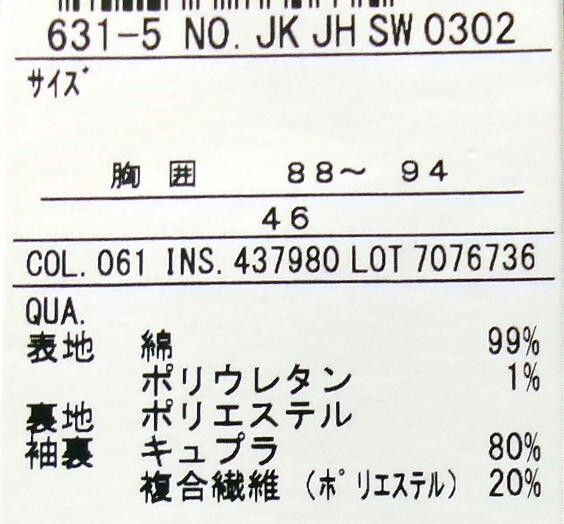 631-5 NO. JK JH SW 0302
サイズ
胸囲 88～ 94
46
COL. 061 INS. 437980 LOT 7076736
QUA.
表地 綿 99%
ポリウレタン 1%
裏地 ポリエステル
袖裏 キュプラ 80%
複合繊維 (ポリエステル) 20%